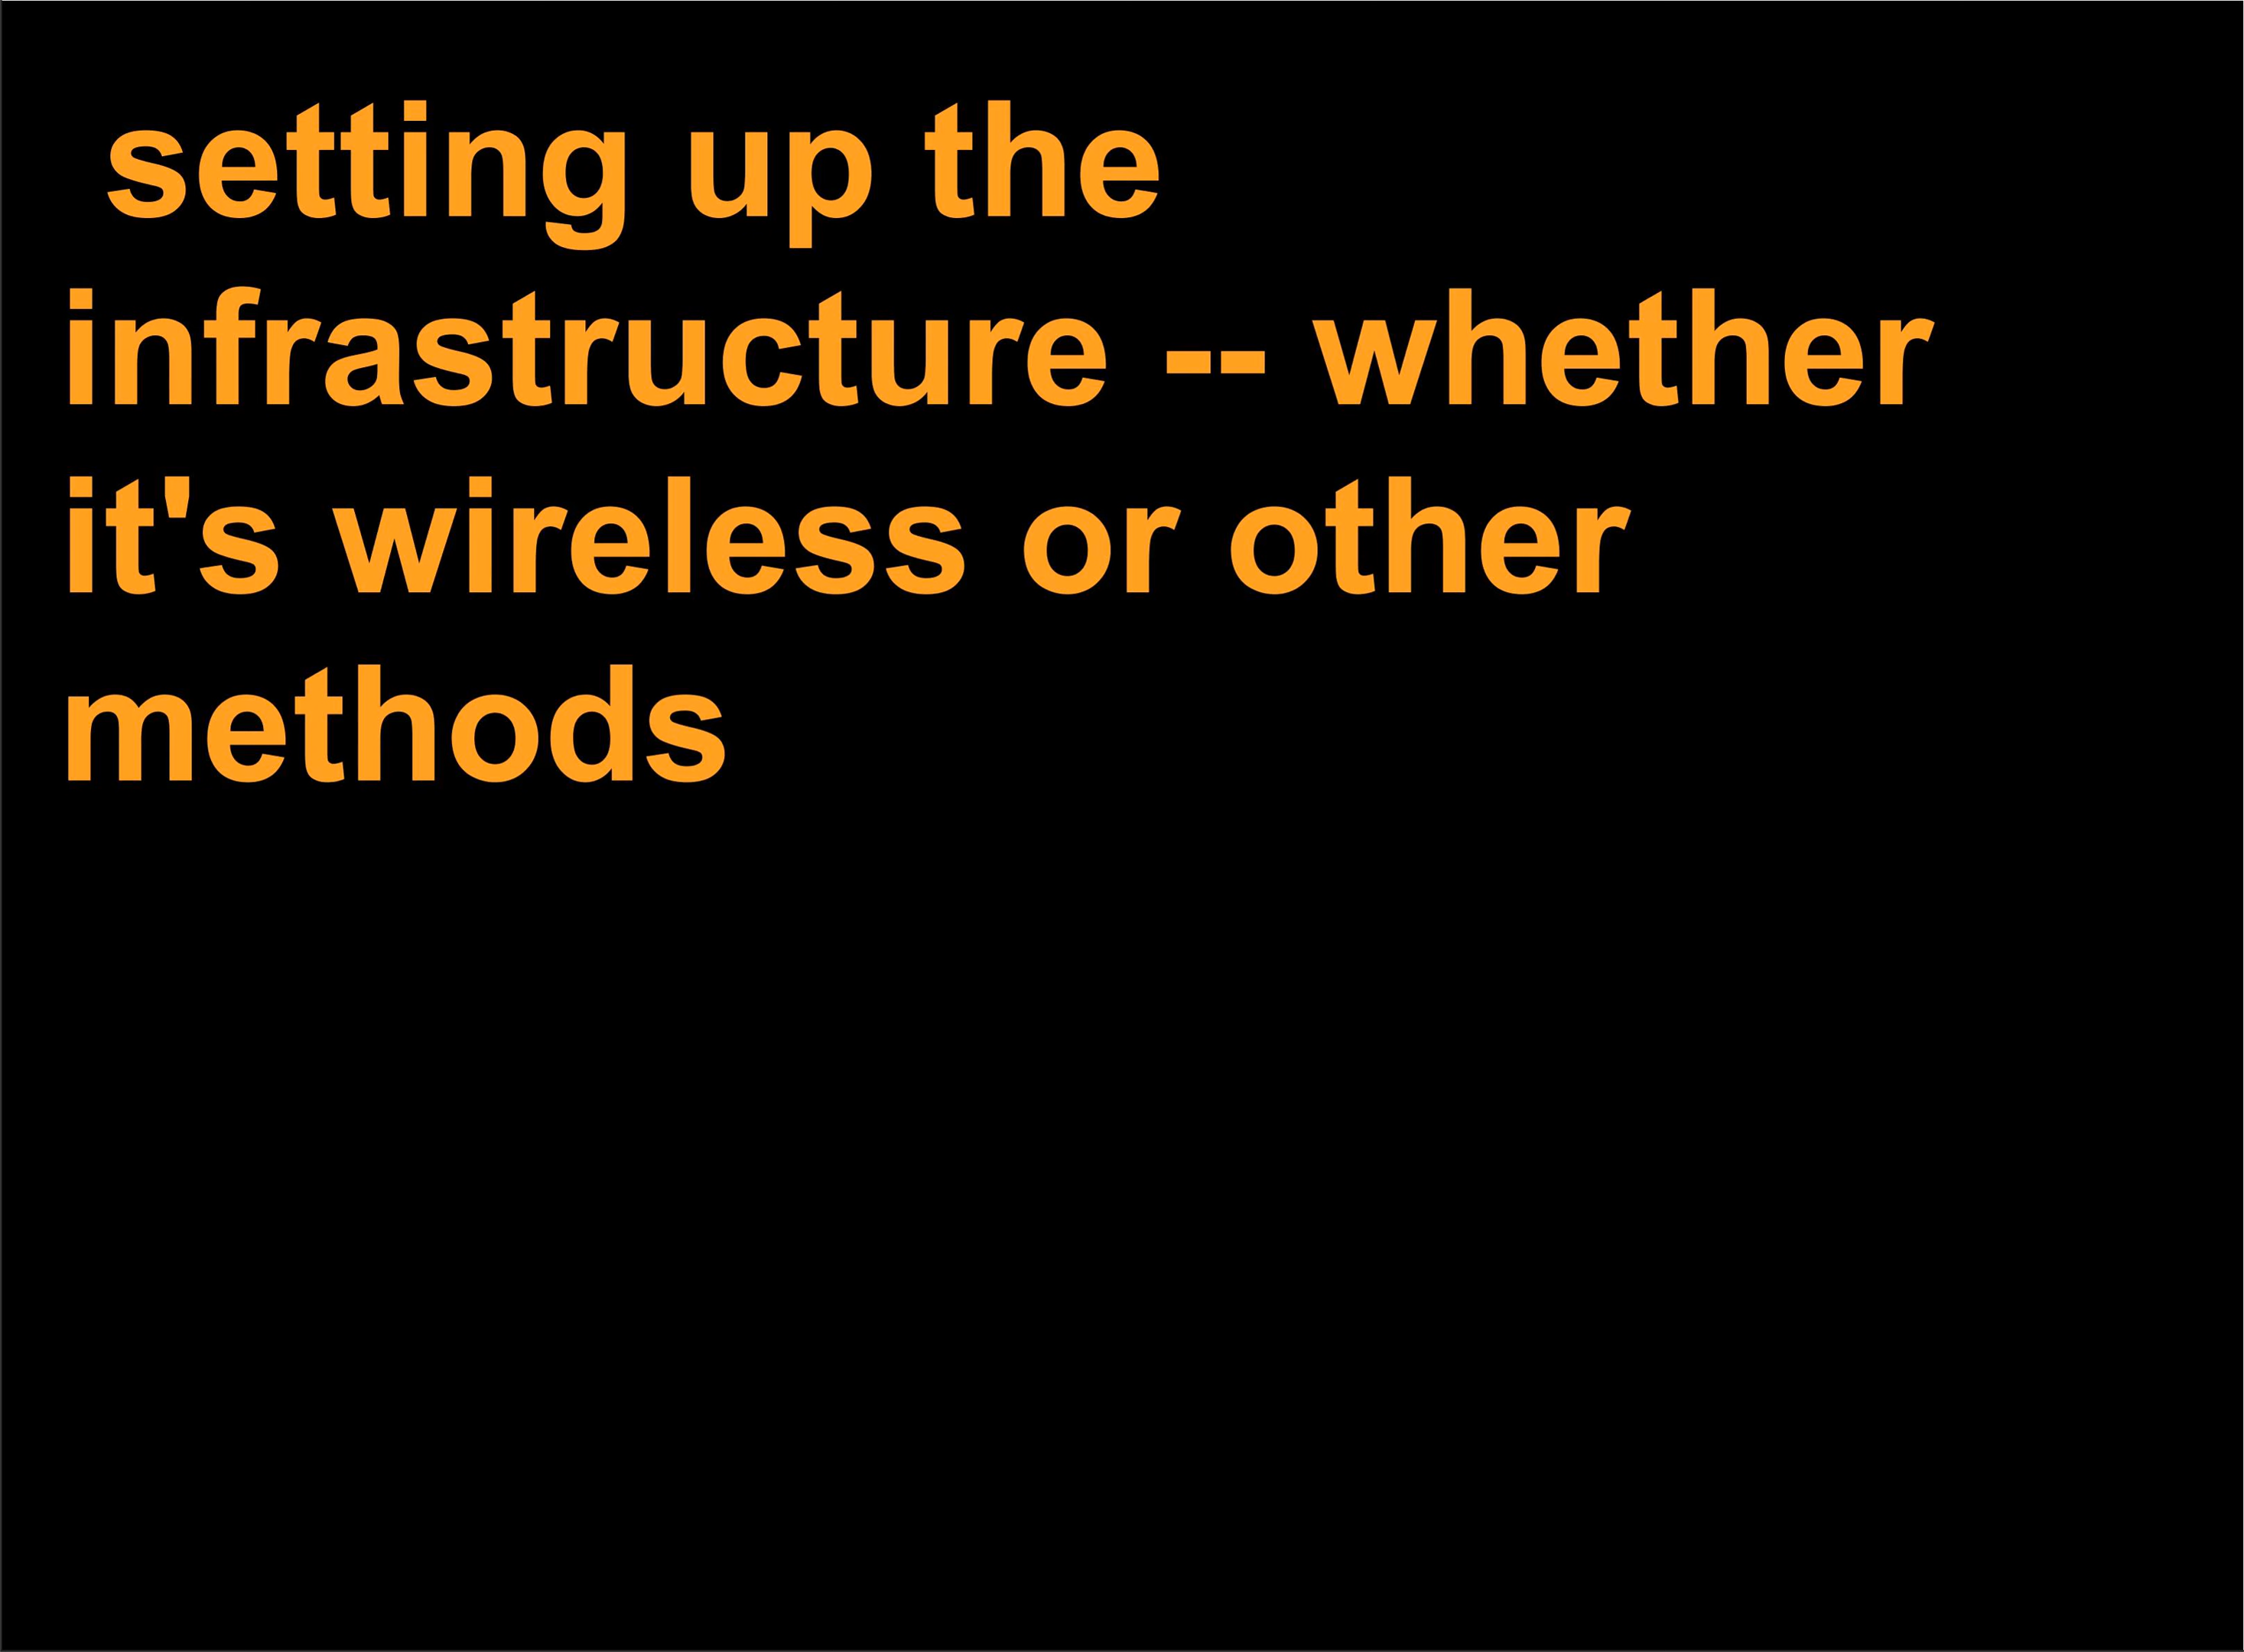 setting up the
infrastructure -- whether
it's wireless or other
methods